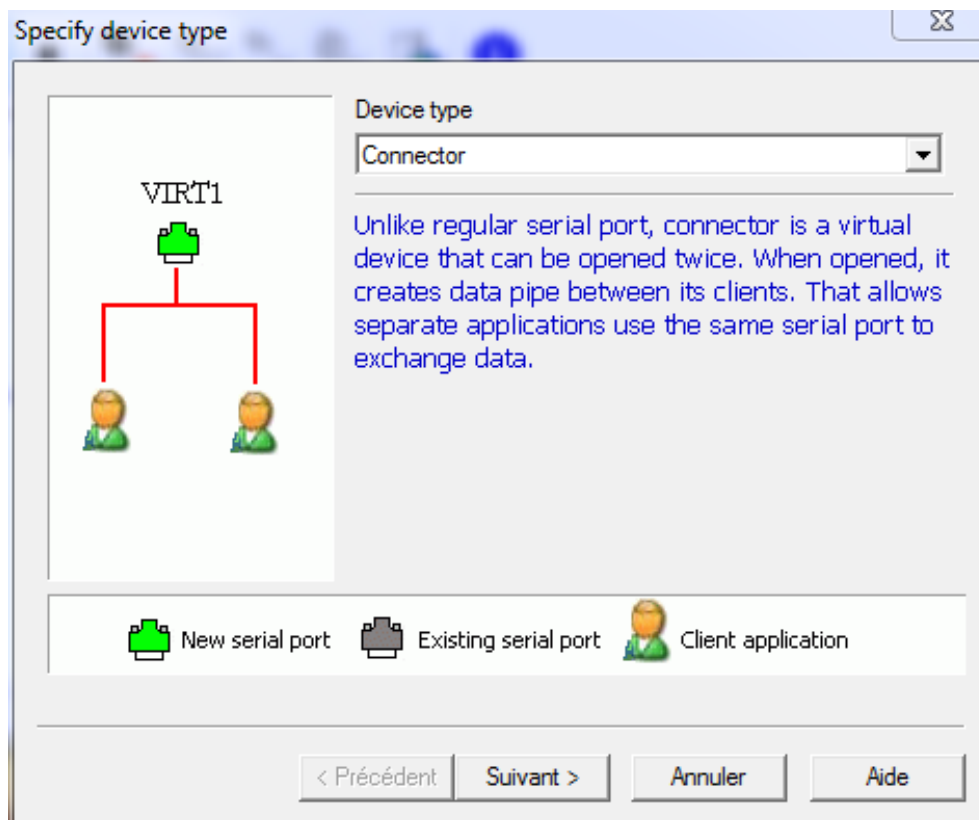 Specify device type
Device type
Connector
VIRT1
Unlike regular serial port, connector is a virtual
device that can be opened twice. When opened, it
creates data pipe between its clients. That allows
separate applications use the same serial port to
exchange data.
New serial port
Existing serial port
Client application
< Précédent
Suivant >
Annuler
Aide